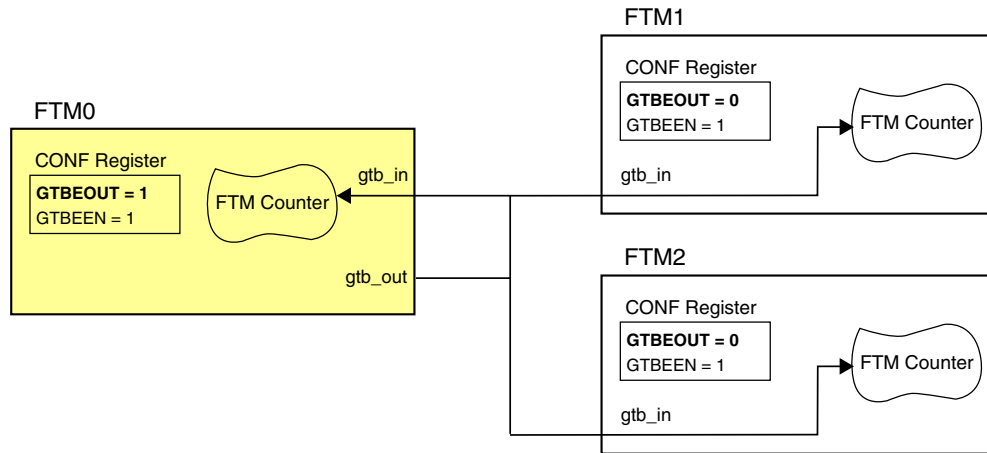 FTM0
CONF Register
GTBEOUT = 1
GTBEEN = 1
FTM Counter
gtb_in
gtb_out
FTM1
CONF Register
GTBEOUT = 0
GTBEEN = 1
FTM Counter
gtb_in
FTM2
CONF Register
GTBEOUT = 0
GTBEEN = 1
FTM Counter
gtb_in